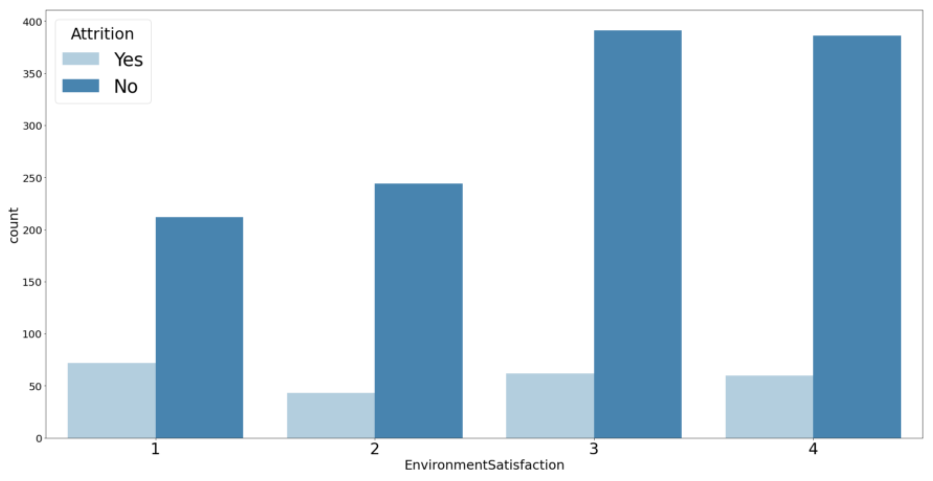 Attrition
Yes
No
count
400
350
300
250
200
150
100
50
0
1 2 3 4
EnvironmentSatisfaction